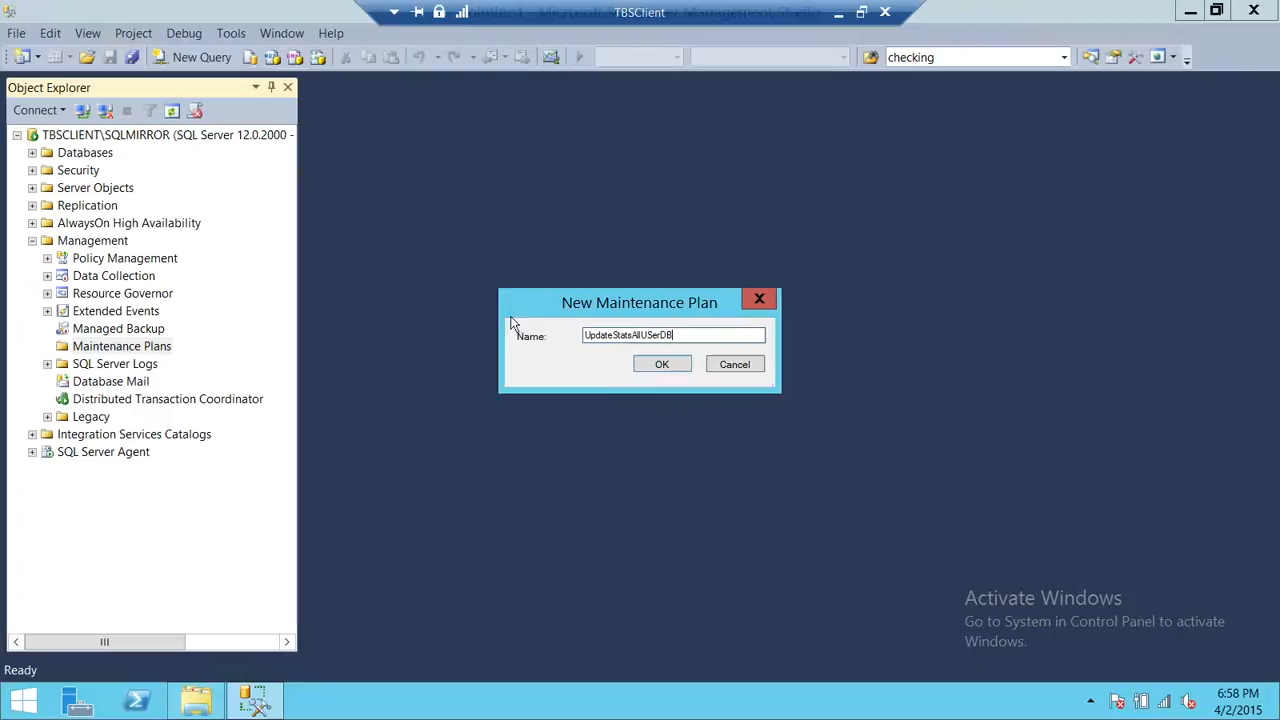 TBSClient
File Edit View Project Debug Tools Window Help
New Query
checking
Object Explorer
Connect
TBSCLIENT\SQLMIRROR (SQL Server 12.0.2000 -
Databases
Security
Server Objects
Replication
AlwaysOn High Availability
Management
Policy Management
Data Collection
Resource Governor
Extended Events
Managed Backup
Maintenance Plans
SQL Server Logs
Database Mail
Distributed Transaction Coordinator
Legacy
Integration Services Catalogs
SQL Server Agent
New Maintenance Plan
Name: UpdateStatsAllUSerDB
OK Cancel
Activate Windows
Go to System in Control Panel to activate
Windows.
Ready
6:58 PM
4/2/2015